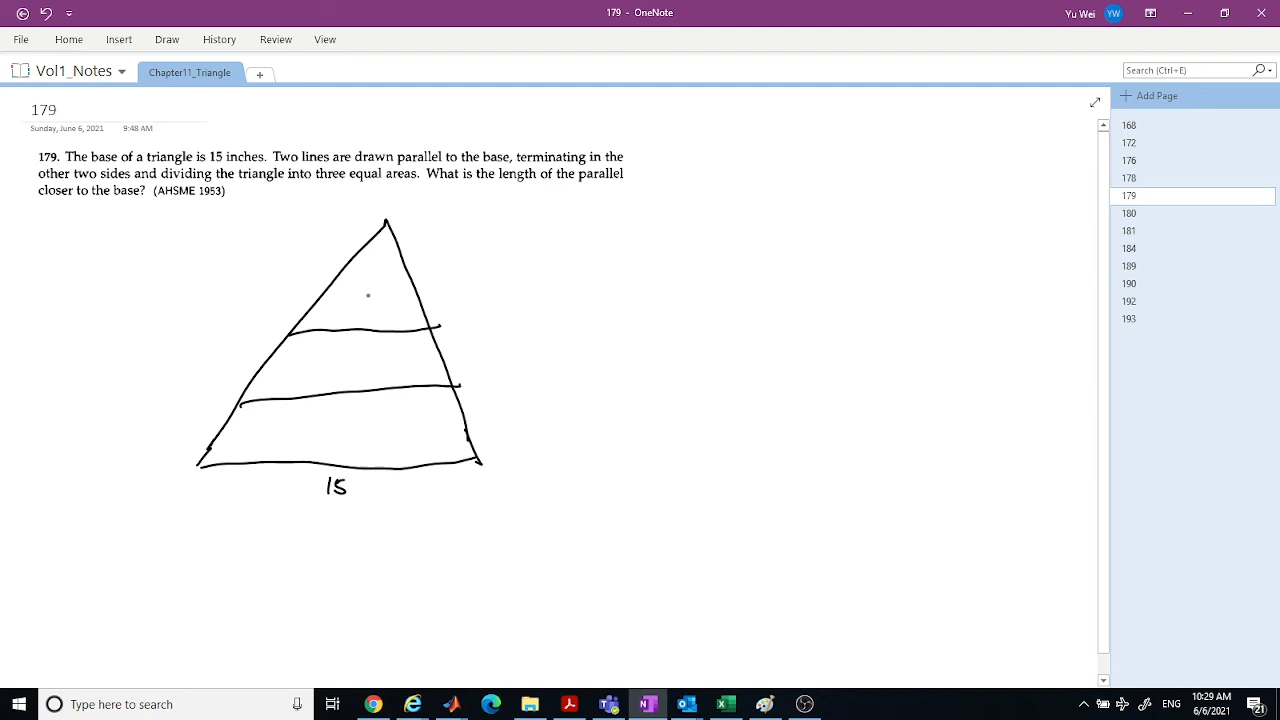 179 - OneNote
Yu Wei YW
File Home Insert Draw History Review View
Vol1_Notes Chapter11_Triangle + Search (Ctrl+E)
179
Sunday, June 6, 2021 9:48 AM
179. The base of a triangle is 15 inches. Two lines are drawn parallel to the base, terminating in the
other two sides and dividing the triangle into three equal areas. What is the length of the parallel
closer to the base? (AHSME 1953)
15
+ Add Page
168
172
176
178
179
180
181
184
189
190
192
193
Type here to search
ENG
10:29 AM
6/6/2021
21